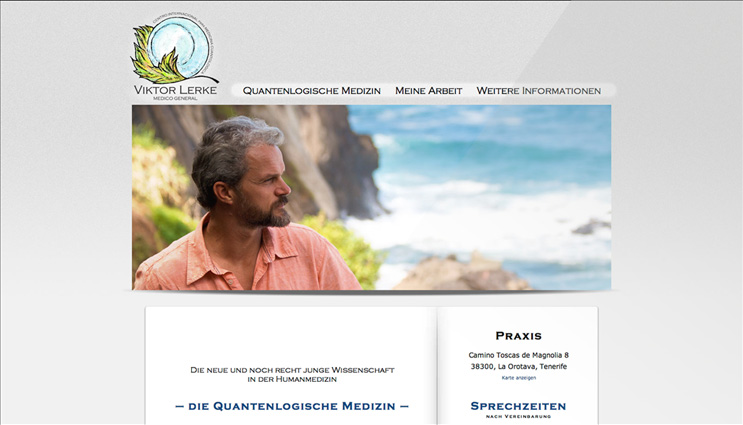 Viktor Lerke
Medico General
Quantenlogische Medizin Meine Arbeit Weitere Informationen
Die neue und noch recht junge Wissenschaft
in der Humanmedizin
– die Quantenlogische Medizin –
Praxis
Camino Toscas de Magnolia 8
38300, La Orotava, Tenerife
Karte anzeigen
Sprechzeiten
nach Vereinbarung